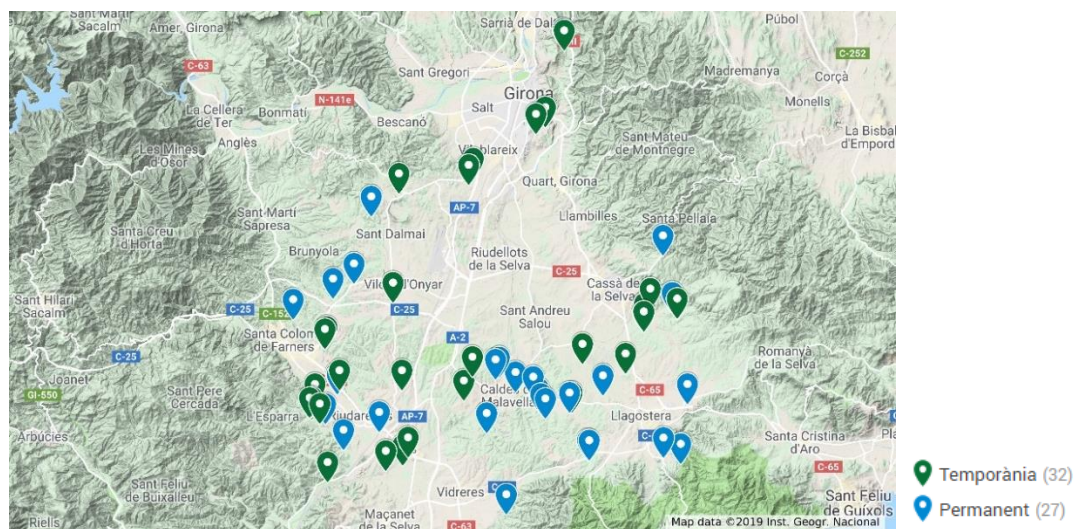 Sant Martí
Sacalm
Amer, Girona
Sarrià de Dal
Púbol
C-63
C-252
Sant Gregori
Madremanya
Corçà
La Cellera
de Ter
N-141e
Girona
Bonmatí
Salt
Monells
Bescanó
Anglès
Sant Mateu
de Montnegre
La Bisbal
d'Empord
Les Mines
d'Osor
Vilablareix
Quart, Girona
Sant Martí
Sapresa
AP-7
Llambilles
Santa Pellaia
Santa Creu
d'Horta
Sant Dalmai
Brunyola
Riudellots
de la Selva
C-25
Cassà de
la Selva
Sant Hilari
Sacalm
C-25
C-152
C-25
Sant Andreu
Salou
Santa Colom
de Farners
A-2
C-25
Romanyà
de la Selva
Joanet
Sant Pere
Cercada
GI-550
Caldes
Malavella
C-65
L'Esparra
AP-7
Llagostera
Arbúcies
Santa Cristina
d'Aro
C-65
Sant Feliu
de Buixalleu
Vidreres
Sant Feliu
de Guíxols
Maçanet
de la Selva
C-63
Riells
Map data ©2019 Inst. Geogr. Nacional
Temporània (32)
Permanent (27)